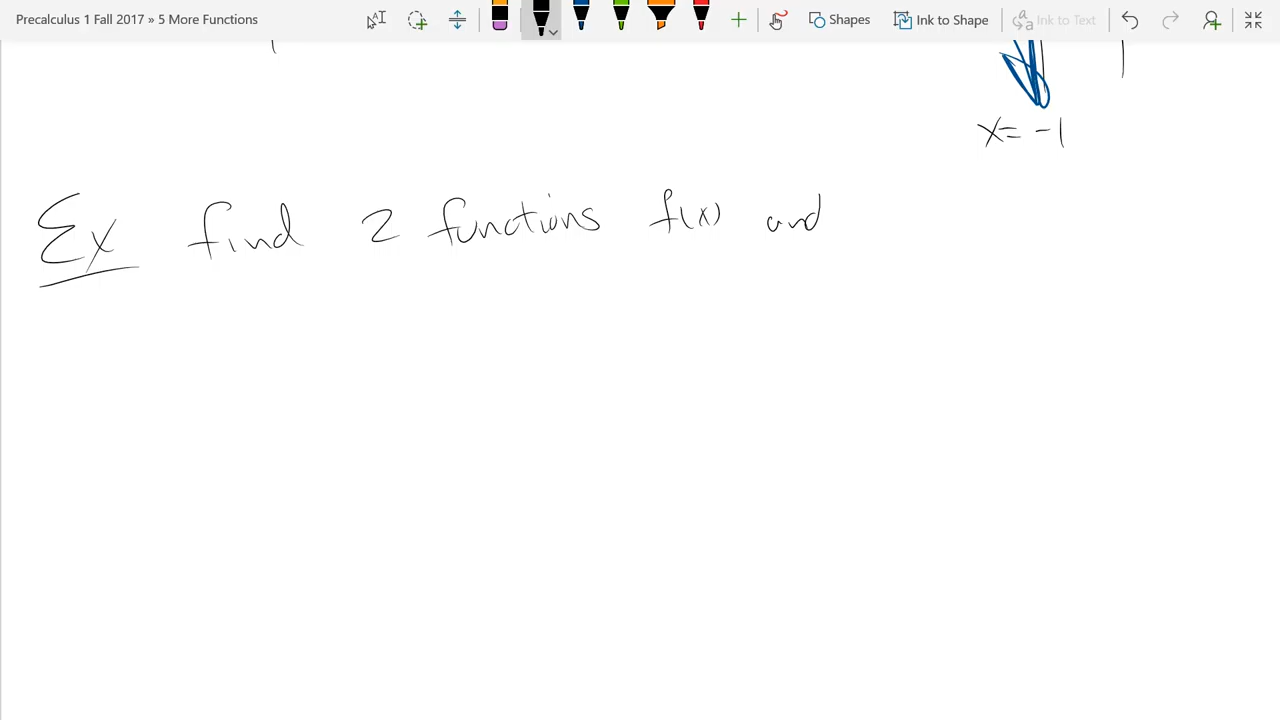 Precalculus 1 Fall 2017 » 5 More Functions
Shapes
Ink to Shape
Ink to Text
x = -1
Ex find 2 functions f(x) and